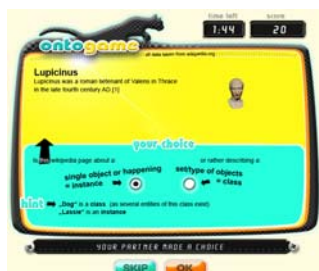 time left
score
1:44
20
ontogame
all data taken from wikipedia.org
Lupicinus
Lupicinus was a roman tetmant of Valens in Thrace
in the late fourth century AD.[1]
your choice
Is this wikipedia page about a
or rather describing a
single object or happening
= instance
set/type of objects
= class
hint
„Dog“ is a class (as several entities of this class exist)
„Lassie“ is an instance
YOUR PARTNER MADE A CHOICE
SKIP
OK